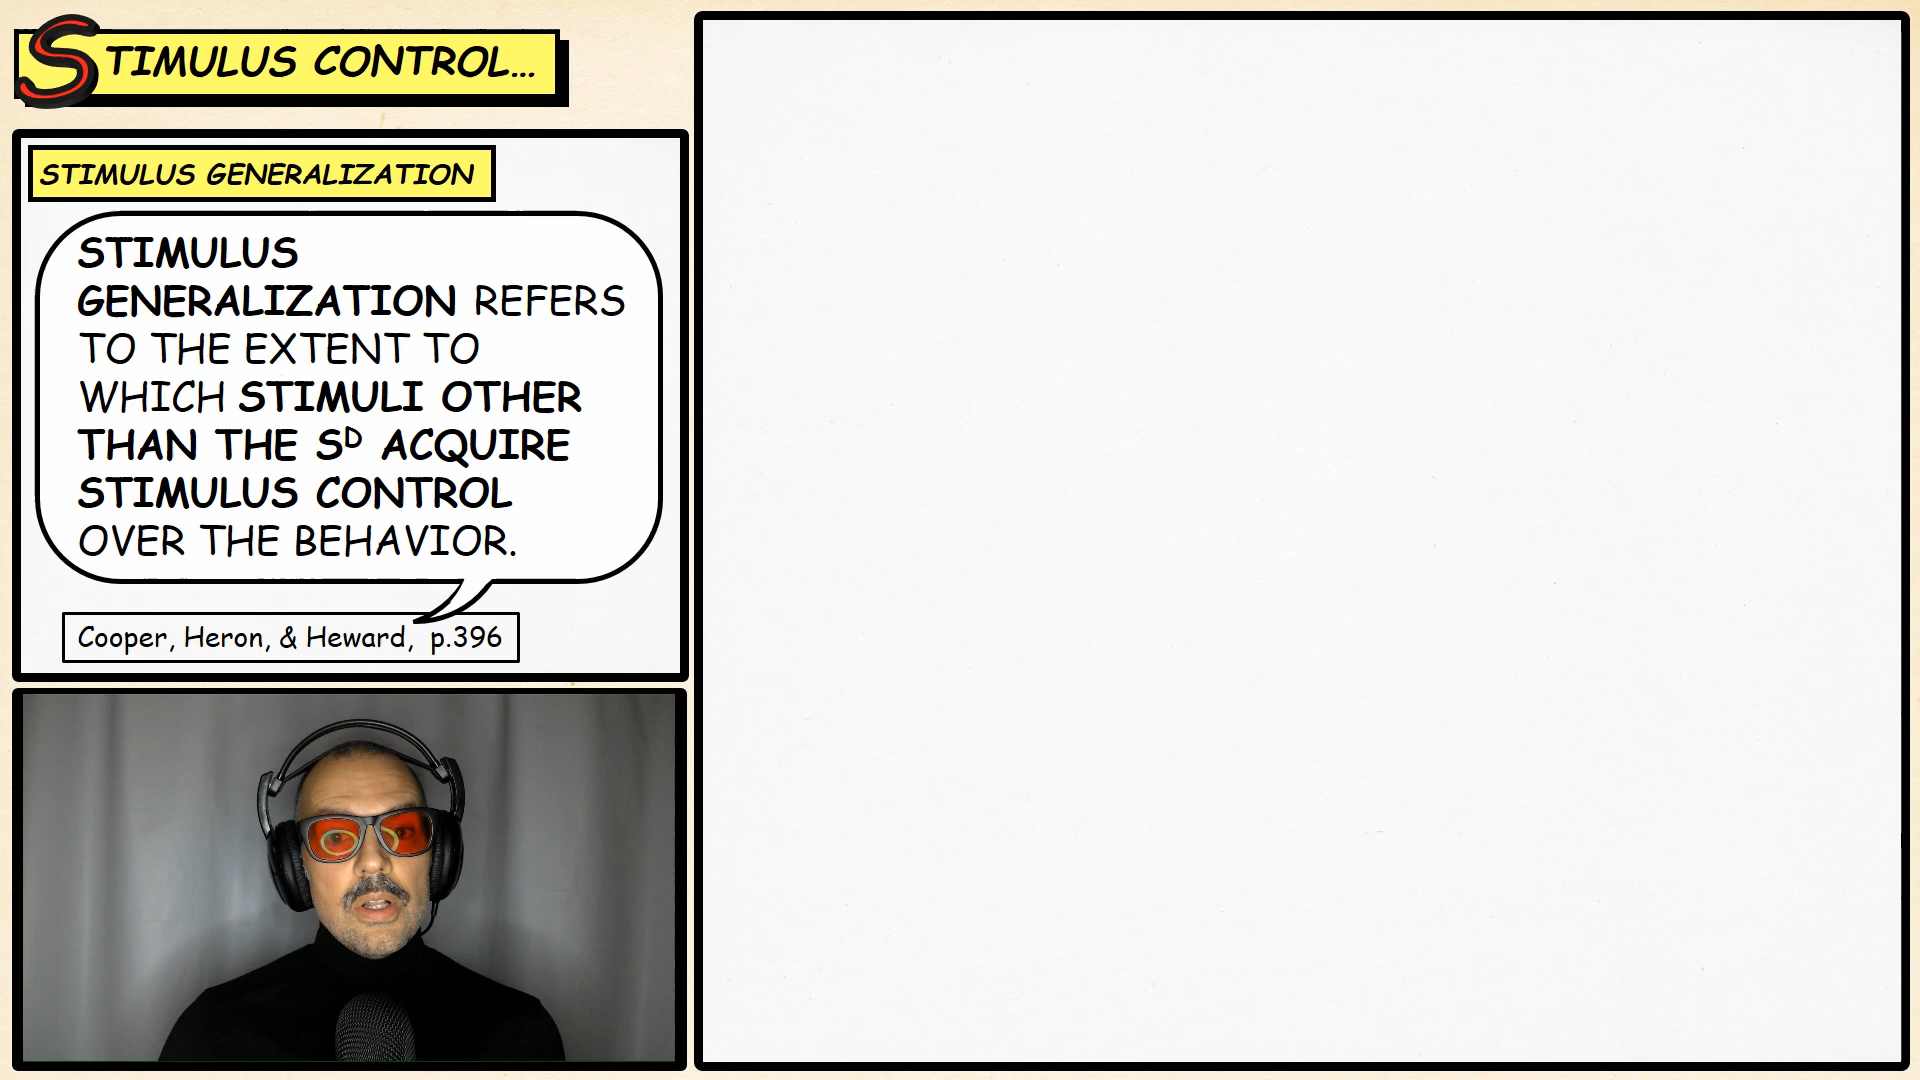 STIMULUS CONTROL...
STIMULUS GENERALIZATION
STIMULUS
GENERALIZATION REFERS
TO THE EXTENT TO
WHICH STIMULI OTHER
THAN THE Sᴰ ACQUIRE
STIMULUS CONTROL
OVER THE BEHAVIOR.
Cooper, Heron, & Heward, p.396